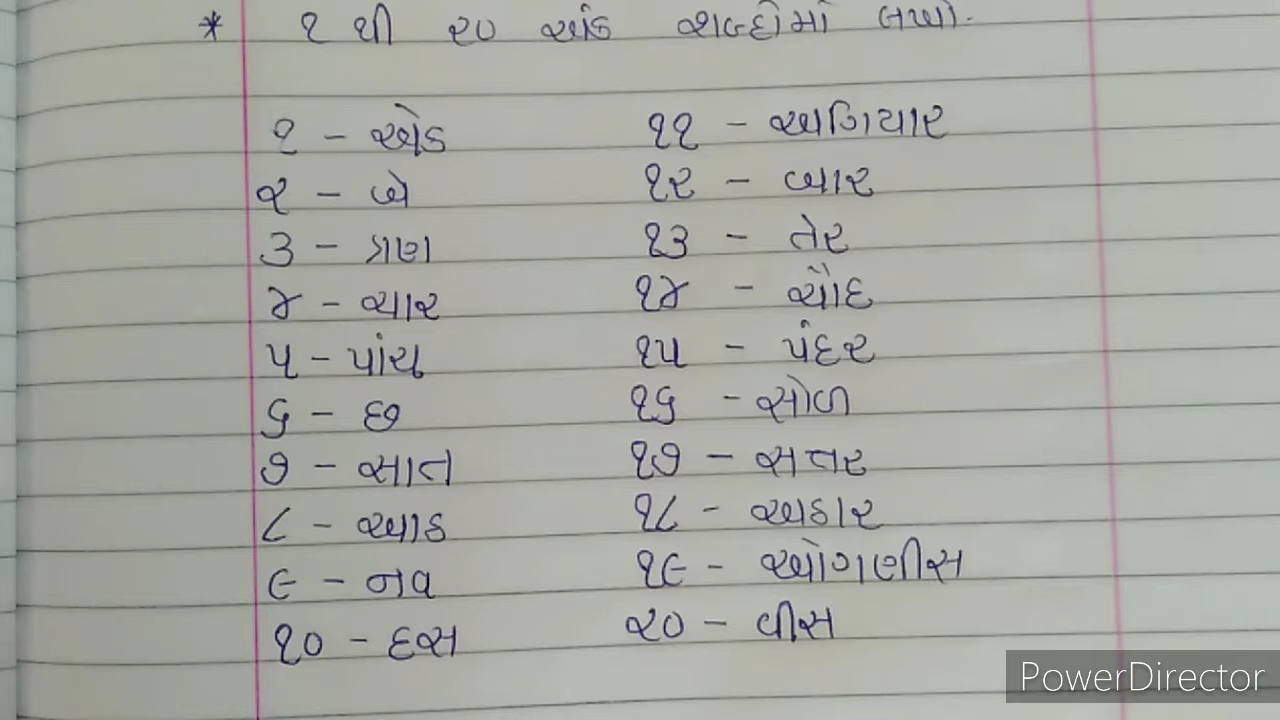 * ૧ થી ૨૦ અંક શબ્દોમાં લખો.
૧ - એક
૨ - બે
૩ - ત્રણ
૪ - ચાર
૫ - પાંચ
૬ - છ
૭ - સાત
૮ - આઠ
૯ - નવ
૧૦ - દસ
૧૧ - અગિયાર
૧૨ - બાર
૧૩ - તેર
૧૪ - ચૌદ
૧૫ - પંદર
૧૬ - સોળ
૧૭ - સત્તર
૧૮ - અઢાર
૧૯ - ઓગણીસ
૨૦ - વીસ
PowerDirector